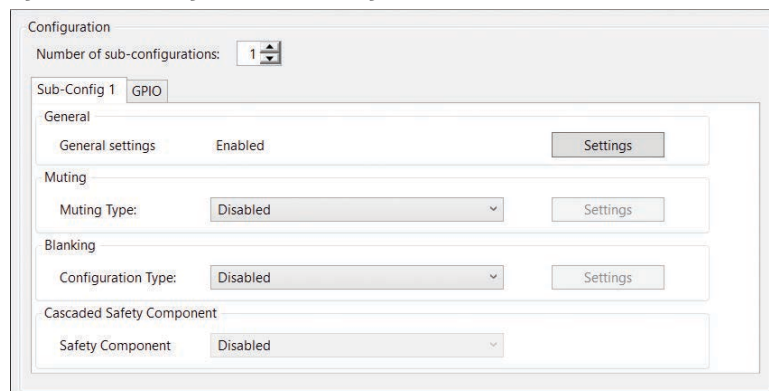 Configuration
Number of sub-configurations: 1
Sub-Config 1 GPIO
General
General settings Enabled Settings
Muting
Muting Type: Disabled Settings
Blanking
Configuration Type: Disabled Settings
Cascaded Safety Component
Safety Component Disabled